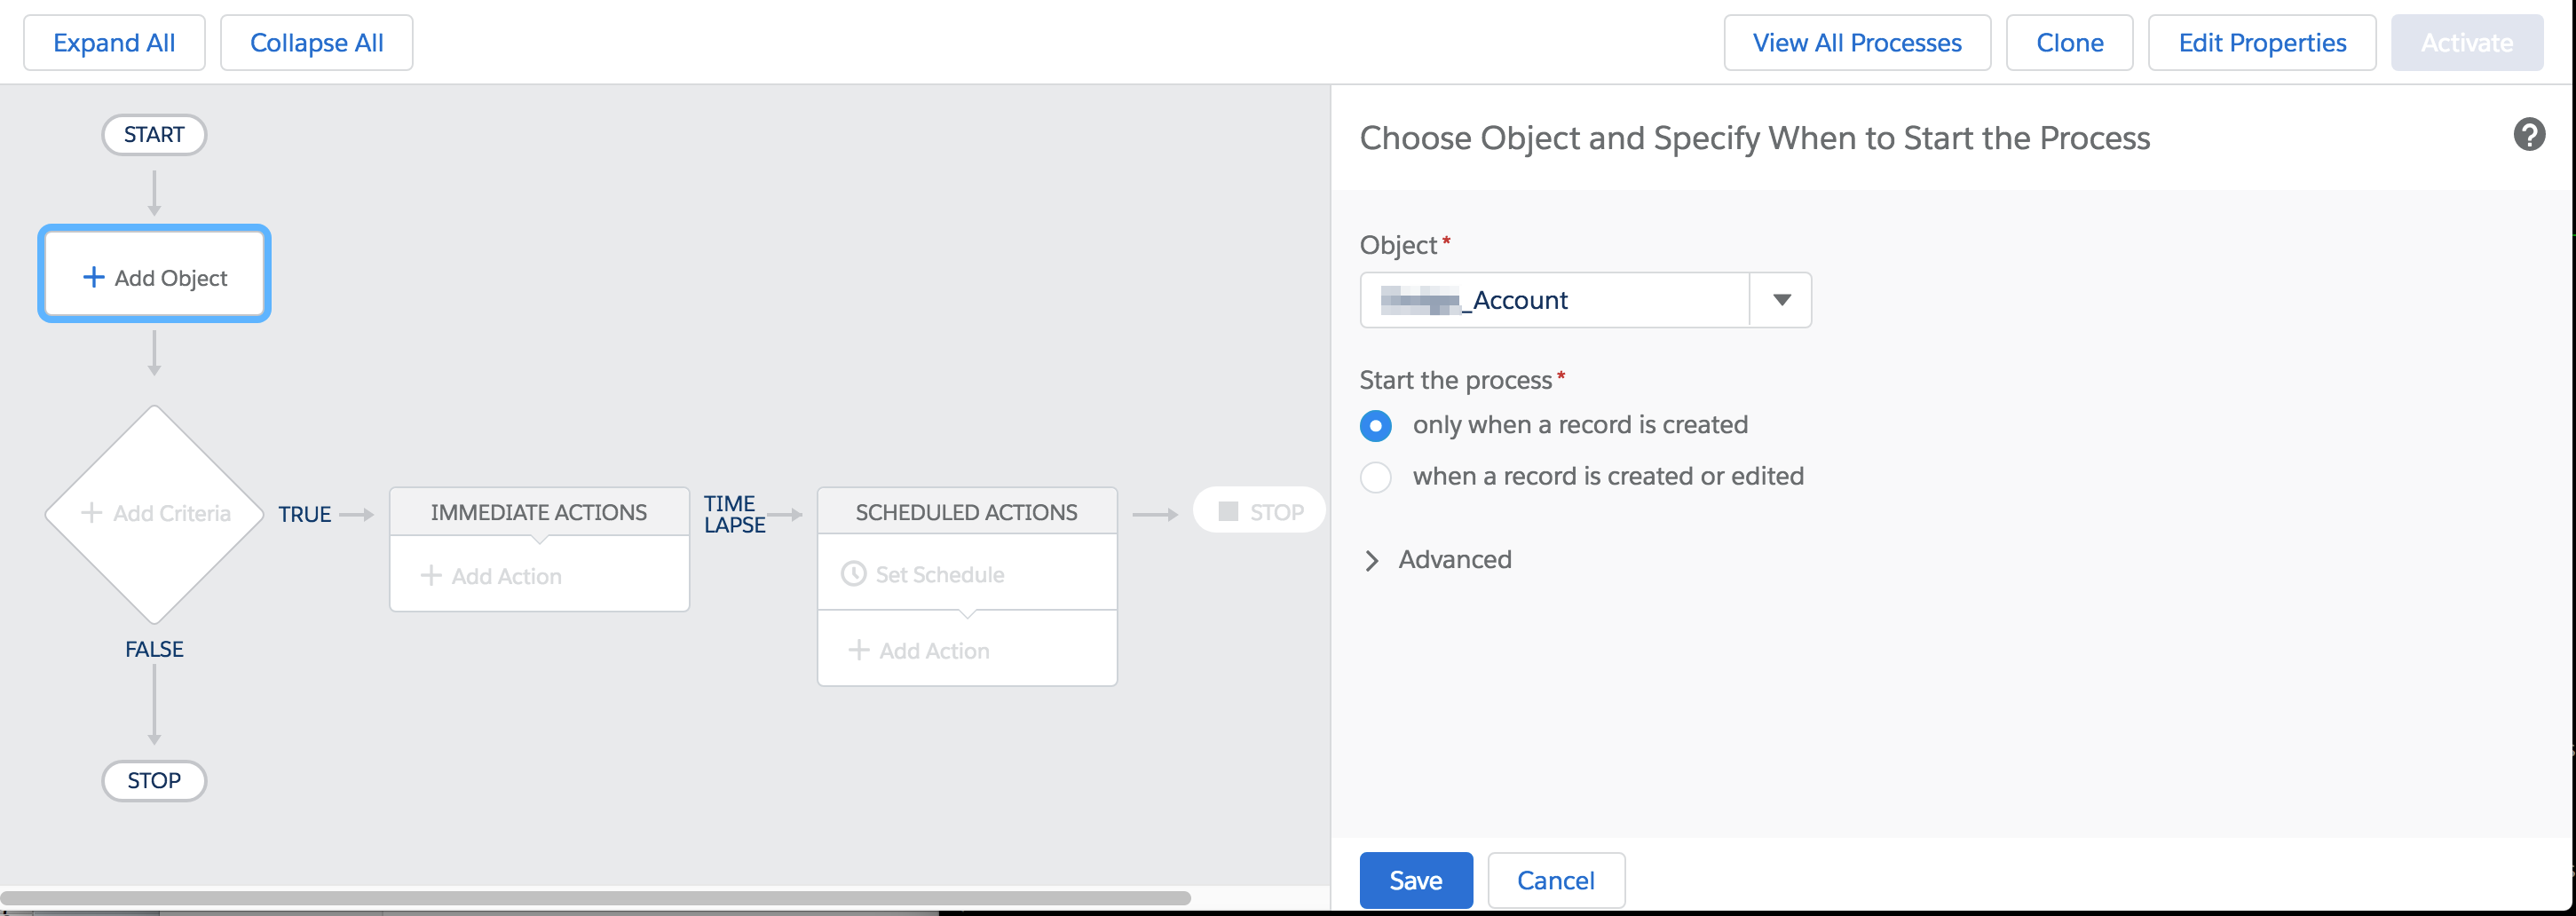 Expand All
Collapse All
View All Processes
Clone
Edit Properties
Activate
START
+ Add Object
+ Add Criteria
TRUE
IMMEDIATE ACTIONS
+ Add Action
TIME
LAPSE
SCHEDULED ACTIONS
Set Schedule
+ Add Action
STOP
FALSE
STOP
Choose Object and Specify When to Start the Process
?
Object*
_Account
Start the process*
only when a record is created
when a record is created or edited
Advanced
Save
Cancel